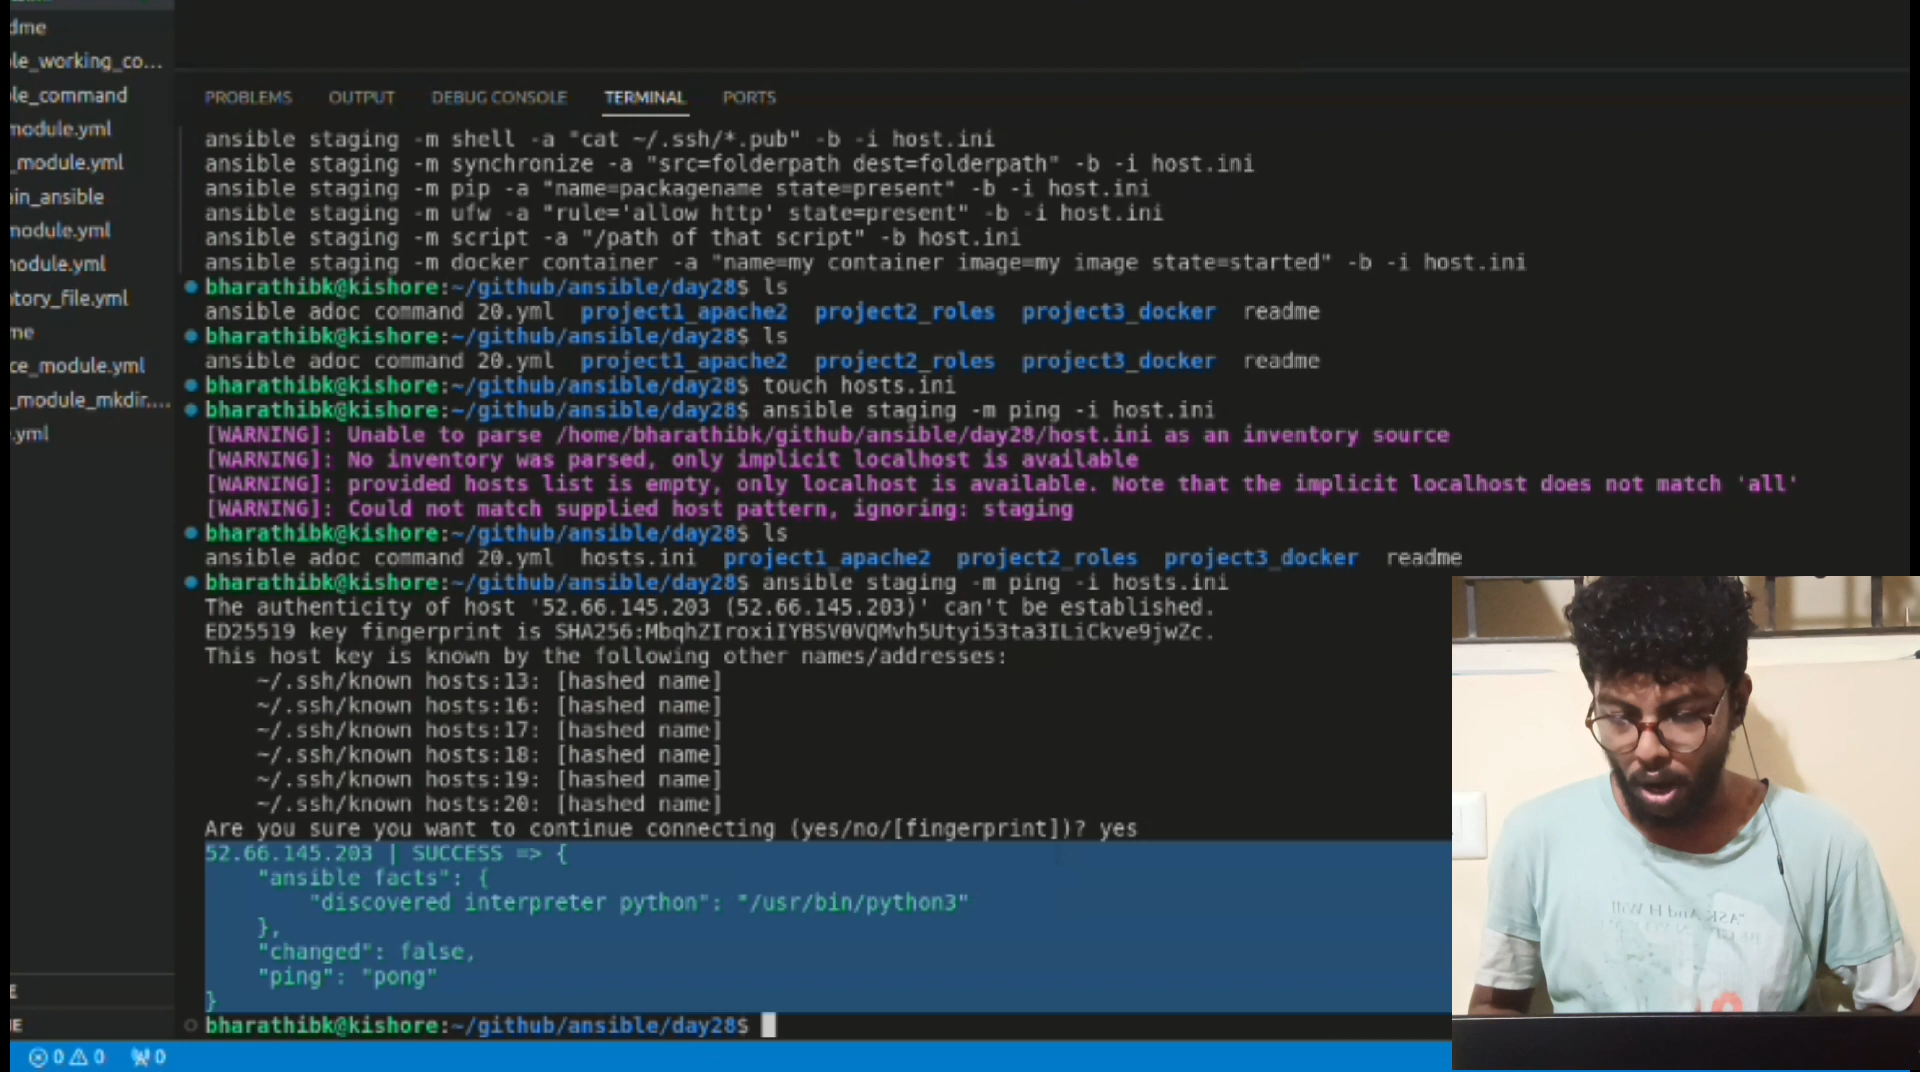 dme
le_working_co...
le_command
module.yml
_module.yml
in_ansible
module.yml
nodule.yml
tory_file.yml
me
ce_module.yml
_module_mkdir....
.yml
E
E
PROBLEMS OUTPUT DEBUG CONSOLE TERMINAL PORTS
ansible staging -m shell -a "cat ~/.ssh/*.pub" -b -i host.ini
ansible staging -m synchronize -a "src=folderpath dest=folderpath" -b -i host.ini
ansible staging -m pip -a "name=packagename state=present" -b -i host.ini
ansible staging -m ufw -a "rule='allow http' state=present" -b -i host.ini
ansible staging -m script -a "/path of that script" -b host.ini
ansible staging -m docker container -a "name=my container image=my image state=started" -b -i host.ini
bharathibk@kishore:~/github/ansible/day28$ ls
ansible adoc command 20.yml project1_apache2 project2_roles project3_docker readme
bharathibk@kishore:~/github/ansible/day28$ ls
ansible adoc command 20.yml project1_apache2 project2_roles project3_docker readme
bharathibk@kishore:~/github/ansible/day28$ touch hosts.ini
bharathibk@kishore:~/github/ansible/day28$ ansible staging -m ping -i host.ini
[WARNING]: Unable to parse /home/bharathibk/github/ansible/day28/host.ini as an inventory source
[WARNING]: No inventory was parsed, only implicit localhost is available
[WARNING]: provided hosts list is empty, only localhost is available. Note that the implicit localhost does not match 'all'
[WARNING]: Could not match supplied host pattern, ignoring: staging
bharathibk@kishore:~/github/ansible/day28$ ls
ansible adoc command 20.yml hosts.ini project1_apache2 project2_roles project3_docker readme
bharathibk@kishore:~/github/ansible/day28$ ansible staging -m ping -i hosts.ini
The authenticity of host '52.66.145.203 (52.66.145.203)' can't be established.
ED25519 key fingerprint is SHA256:MbqhZIroxiIYBSV0VQMvh5Utyi53ta3ILiCkve9jwZc.
This host key is known by the following other names/addresses:
~/.ssh/known hosts:13: [hashed name]
~/.ssh/known hosts:16: [hashed name]
~/.ssh/known hosts:17: [hashed name]
~/.ssh/known hosts:18: [hashed name]
~/.ssh/known hosts:19: [hashed name]
~/.ssh/known hosts:20: [hashed name]
Are you sure you want to continue connecting (yes/no/[fingerprint])? yes
52.66.145.203 | SUCCESS => {
"ansible facts": {
"discovered interpreter python": "/usr/bin/python3"
},
"changed": false,
"ping": "pong"
}
bharathibk@kishore:~/github/ansible/day28$
0 0 0